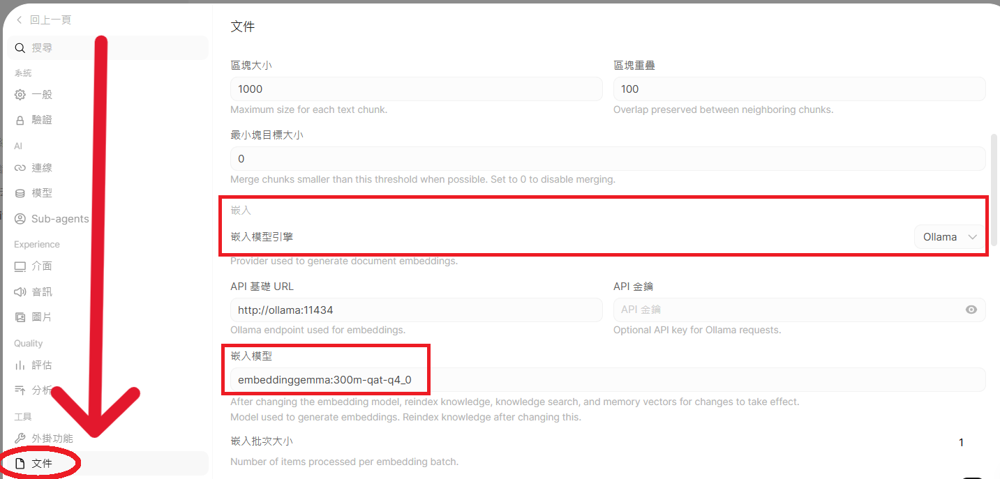 回上一頁
搜尋
系統
一般
驗證
AI
連線
模型
Sub-agents
Experience
介面
音訊
圖片
Quality
評估
分析
工具
外掛功能
文件
文件
區塊大小
區塊重疊
1000
100
Maximum size for each text chunk.
Overlap preserved between neighboring chunks.
最小塊目標大小
0
Merge chunks smaller than this threshold when possible. Set to 0 to disable merging.
嵌入
嵌入模型引擎
Ollama
Provider used to generate document embeddings.
API 基礎 URL
API 金鑰
http://ollama:11434
API 金鑰
Ollama endpoint used for embeddings.
Optional API key for Ollama requests.
嵌入模型
embeddinggemma:300m-qat-q4_0
After changing the embedding model, reindex knowledge, knowledge search, and memory vectors for changes to take effect.
Model used to generate embeddings. Reindex knowledge after changing this.
嵌入批次大小
1
Number of items processed per embedding batch.